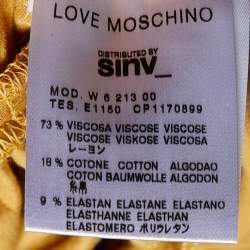 LOVE MOSCHINO
DISTRIBUTED BY
sinv_
MOD. W 6 213 00
TES. E1150 CP1170899
73 % VISCOSA VISCOSE VISCOSE
VISCOSE VISKOSE VISCOSA
レーヨン
18 % COTONE COTTON ALGODAO
COTON BAUMWOLLE ALGODON
綿
9 % ELASTAN ELASTANE ELASTANO
ELASTHANNE ELASTHAN
ELASTOMERO ポリウレタン